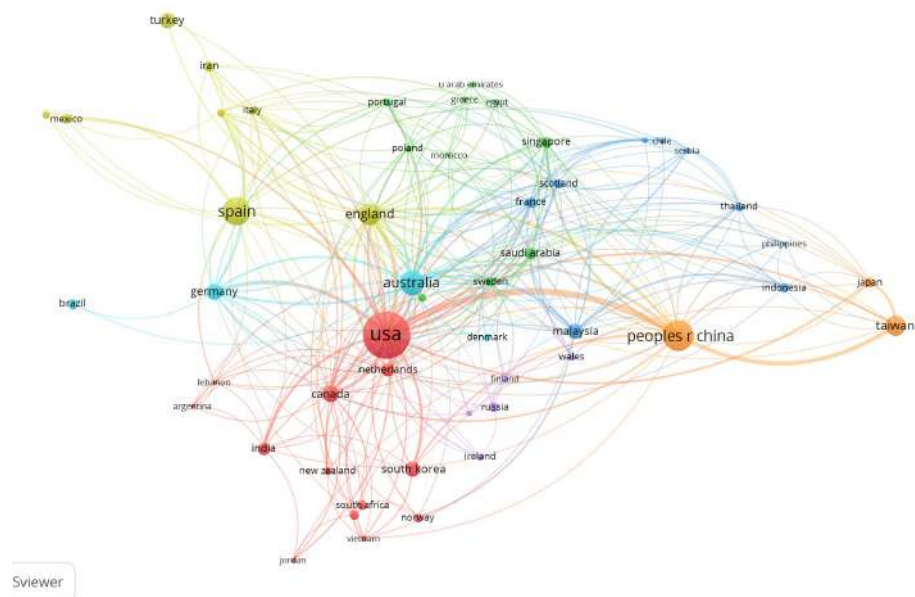 turkey
iran
mexico
italy
portugal
u arab emirates
greece
egypt
poland
morocco
singapore
chile
serbia
scotland
france
thailand
spain
england
philippines
saudi arabia
sweden
australia
germany
brazil
indonesia
japan
usa
denmark
malaysia
peoples r china
taiwan
wales
netherlands
lebanon
canada
finland
argentina
russia
india
ireland
new zealand
south korea
south africa
norway
vietnam
jordan
Sviewer